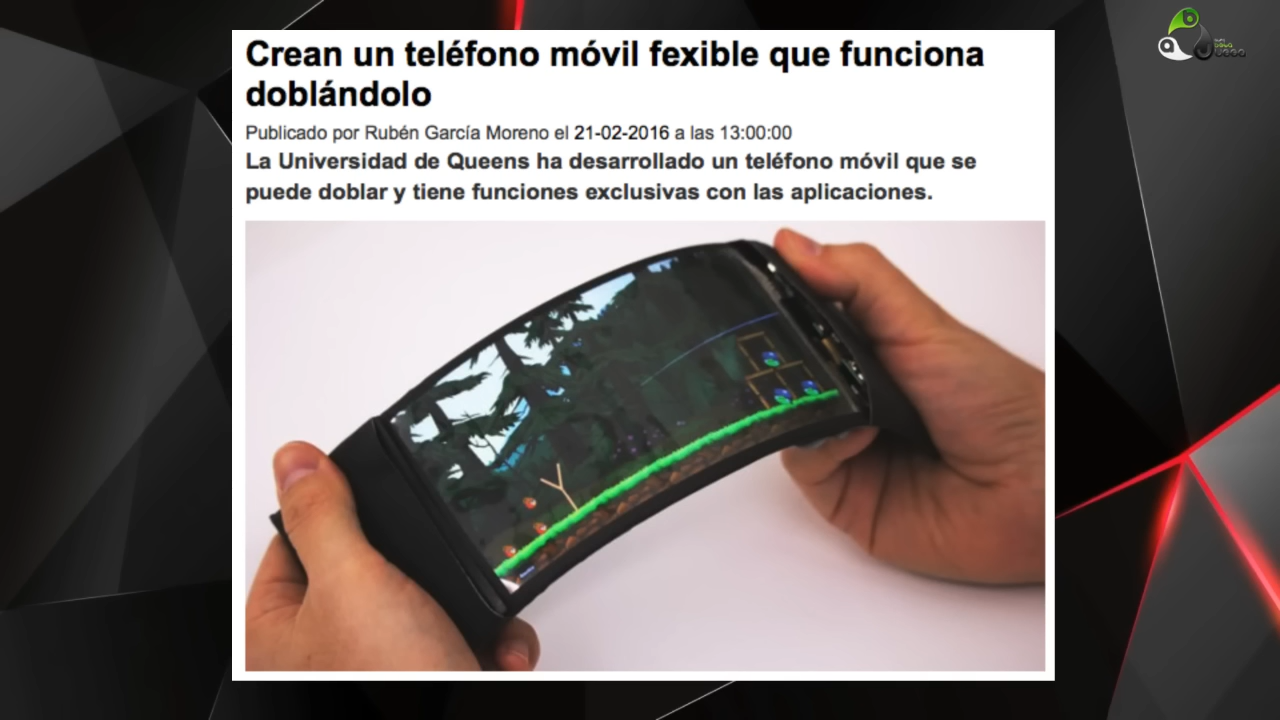 Crean un teléfono móvil fexible que funciona
doblándolo
Publicado por Rubén García Moreno el 21-02-2016 a las 13:00:00
La Universidad de Queens ha desarrollado un teléfono móvil que se
puede doblar y tiene funciones exclusivas con las aplicaciones.